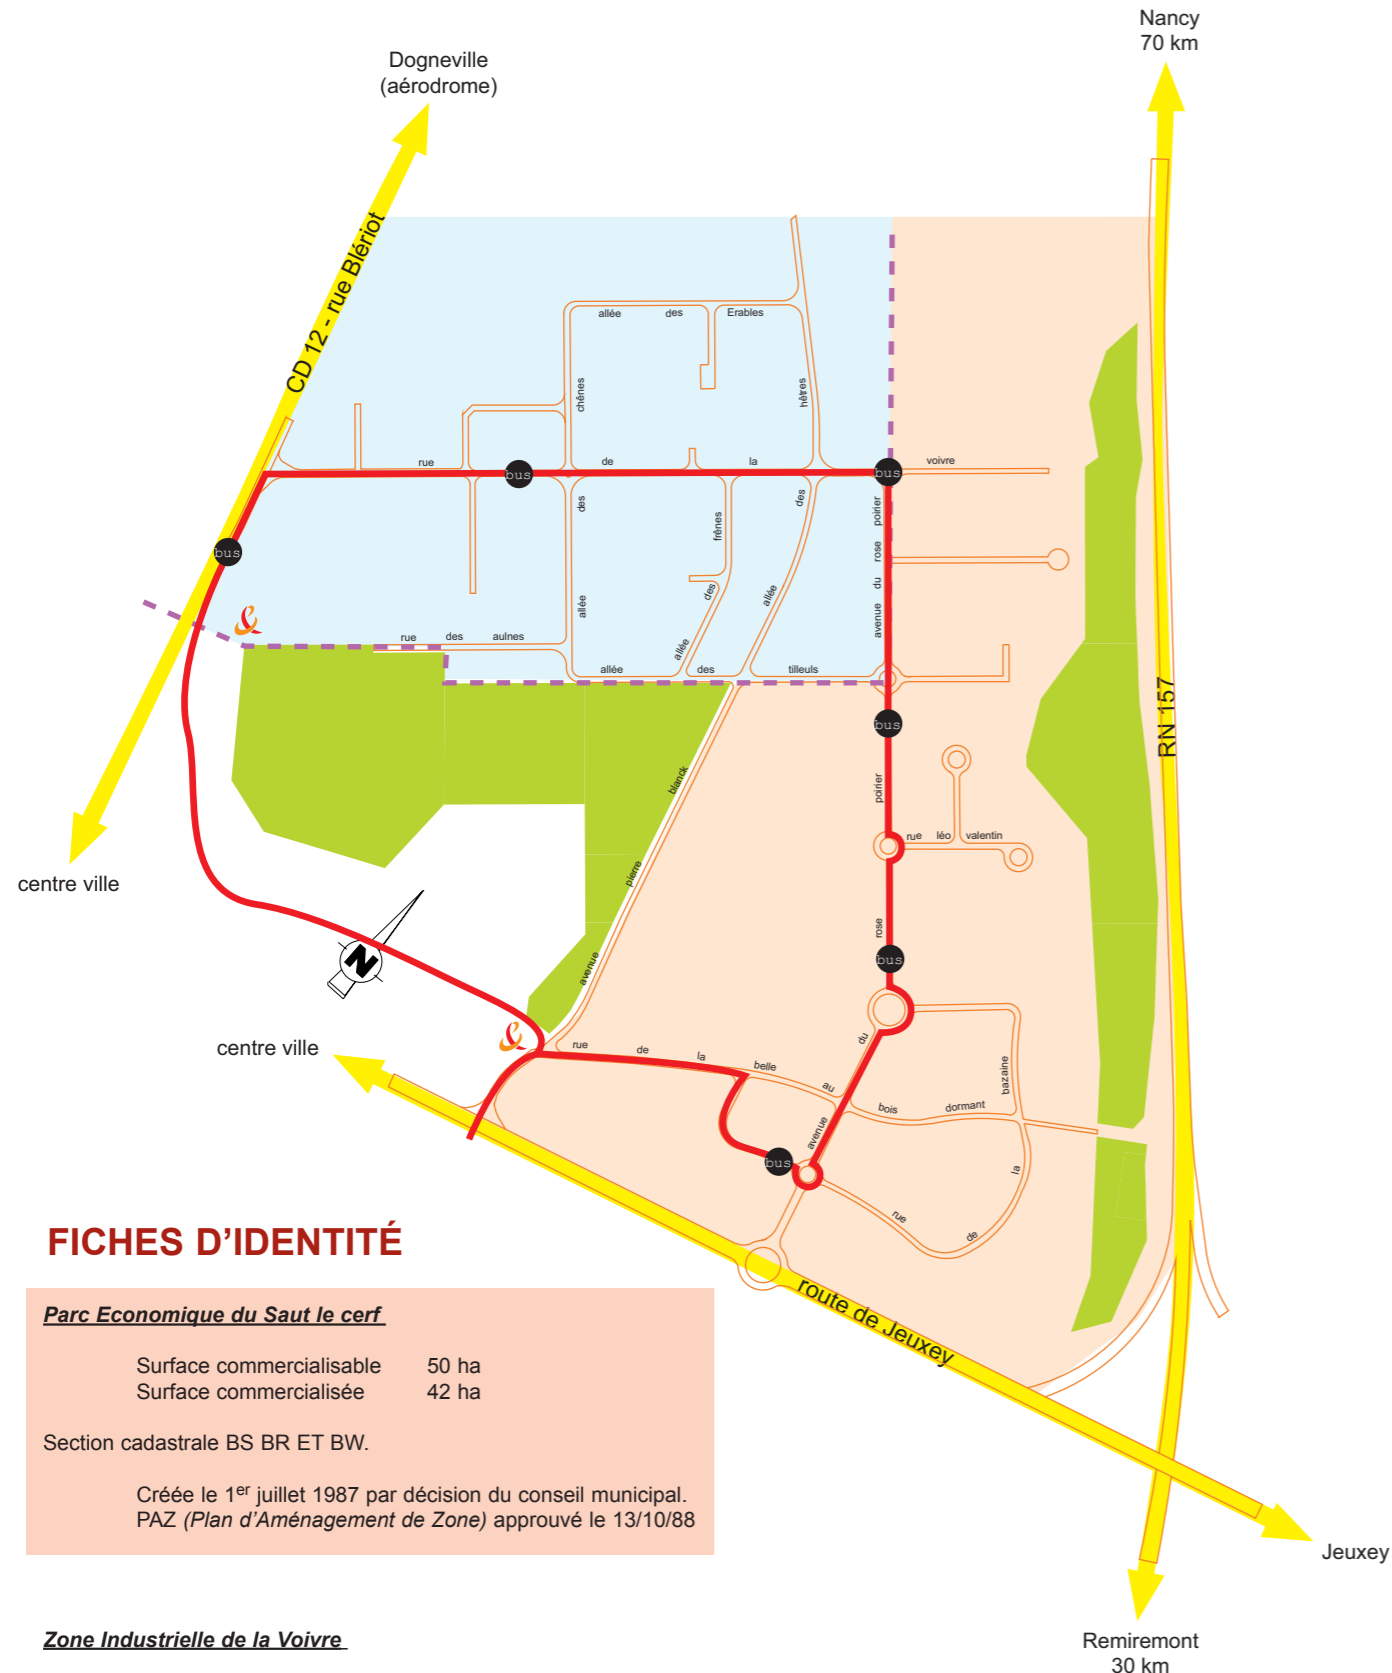 Nancy
70 km
Dogneville
(aérodrome)
CD 12 - rue Blériot
allée des Erables
chênes
hêtres
rue de la voivre
bus
bus
bus
des
frênes
des
poirier
rose
du
avenue
allée
des
allée
allée
rue des aulnes
allée des tilleuls
bus
RN 157
blanck
pierre
avenue
poirier
rue léo valentin
rose
bus
centre ville
N
centre ville
rue de la belle au bois dormant
du
avenue
bazaine
la
de
rue
bus
route de Jeuxey
FICHES D’IDENTITÉ
Parc Economique du Saut le cerf
Surface commercialisable 50 ha
Surface commercialisée 42 ha
Section cadastrale BS BR ET BW.
Créée le 1er juillet 1987 par décision du conseil municipal.
PAZ (Plan d’Aménagement de Zone) approuvé le 13/10/88
Jeuxey
Zone Industrielle de la Voivre
Remiremont
30 km